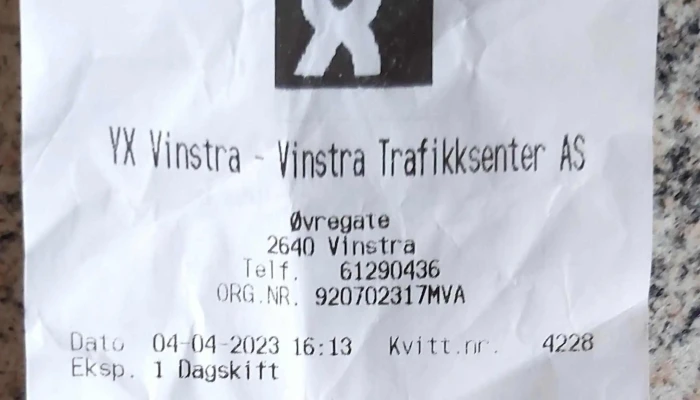 YX Vinstra - Vinstra Trafikksenter AS
Øvregate
2640 Vinstra
Telf. 61290436
ORG.NR. 920702317MVA
Dato 04-04-2023 16:13 Kvitt.nr. 4228
Eksp. 1 Dagskift